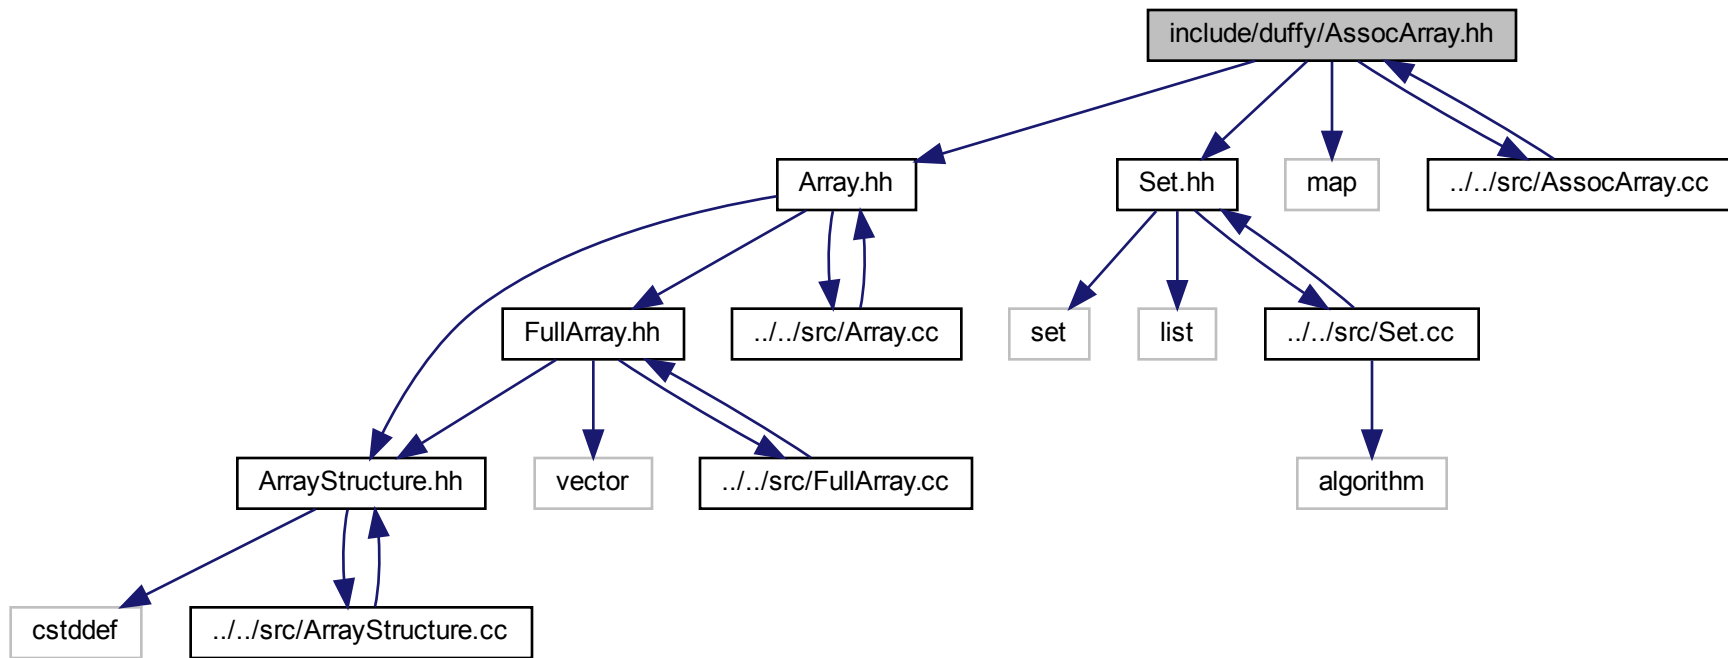 include/duffy/AssocArray.hh
Array.hh
Set.hh
map
../../src/AssocArray.cc
FullArray.hh
../../src/Array.cc
set
list
../../src/Set.cc
ArrayStructure.hh
vector
../../src/FullArray.cc
algorithm
cstddef
../../src/ArrayStructure.cc